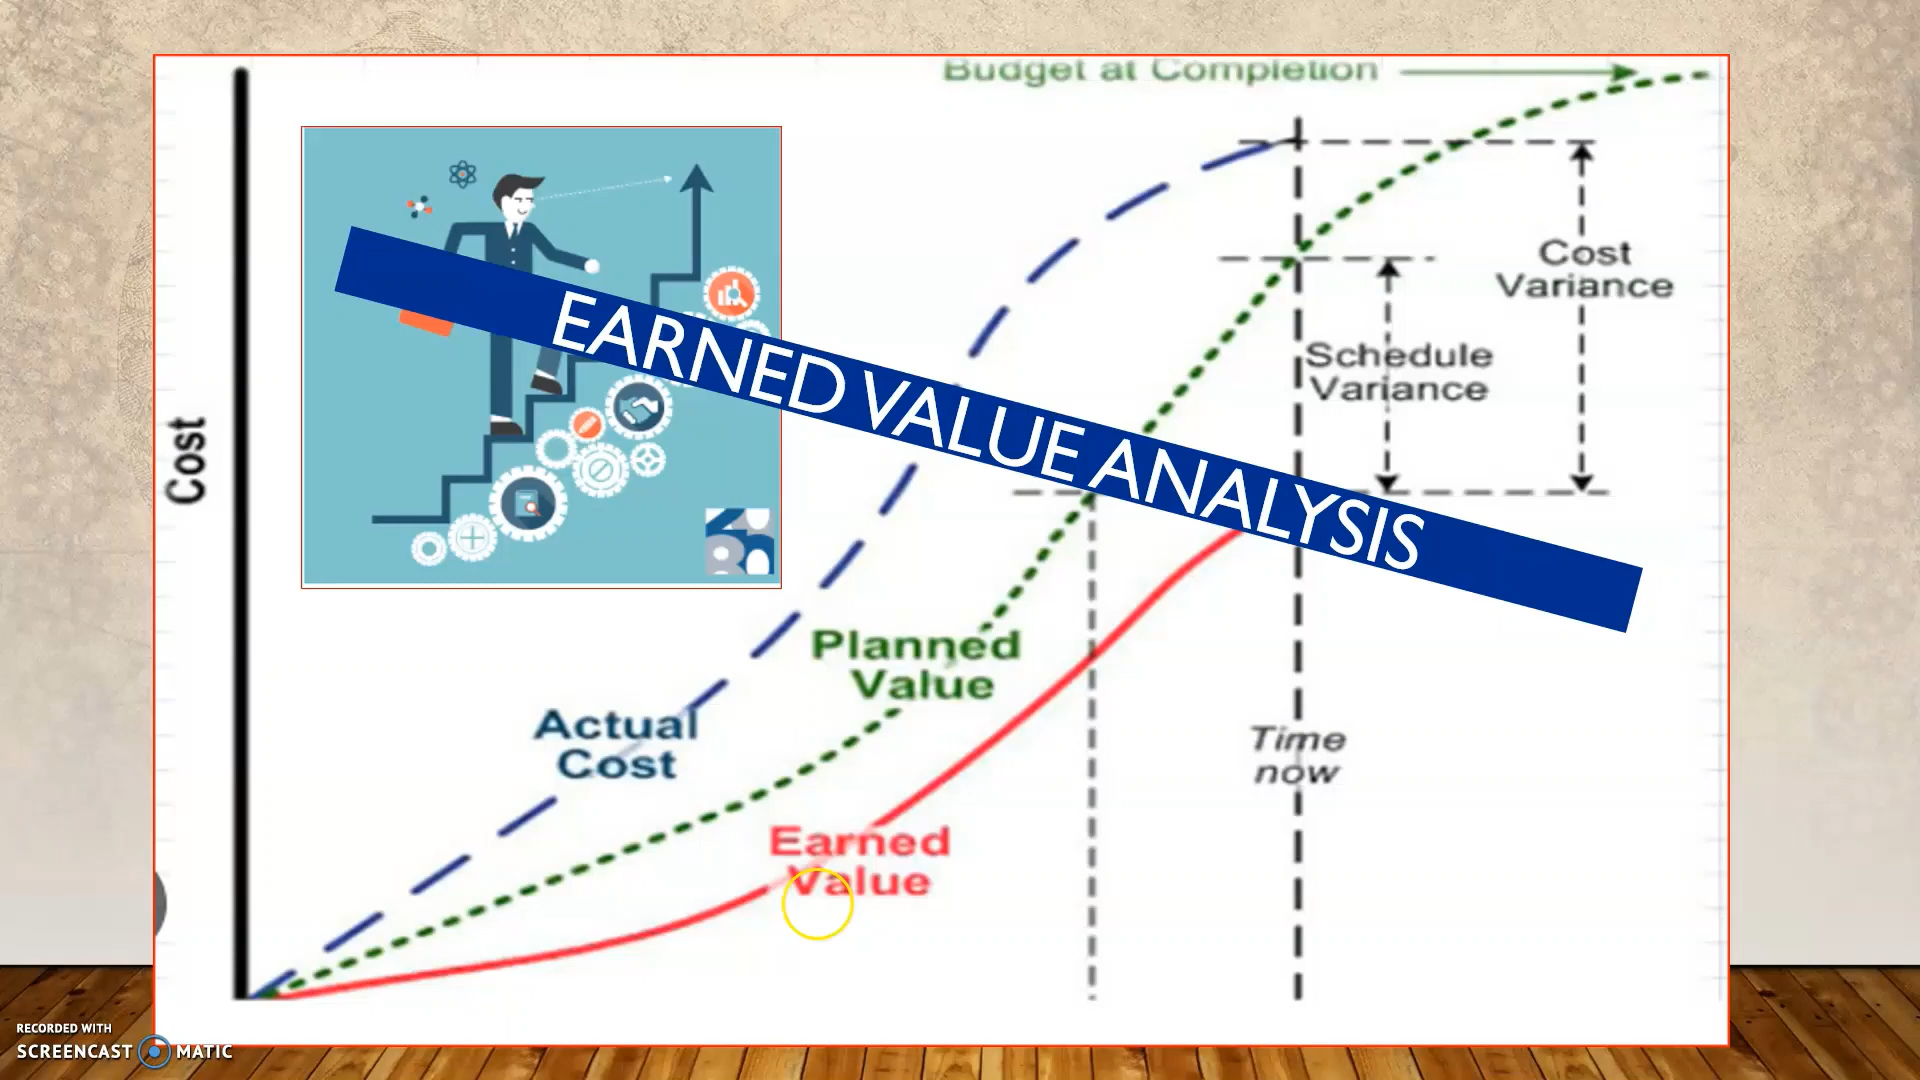 Budget at Completion
Cost
Variance
Schedule
Variance
EARNED VALUE ANALYSIS
Cost
Planned
Value
Actual
Cost
Time
now
Earned
Value
RECORDED WITH
SCREENCAST MATIC